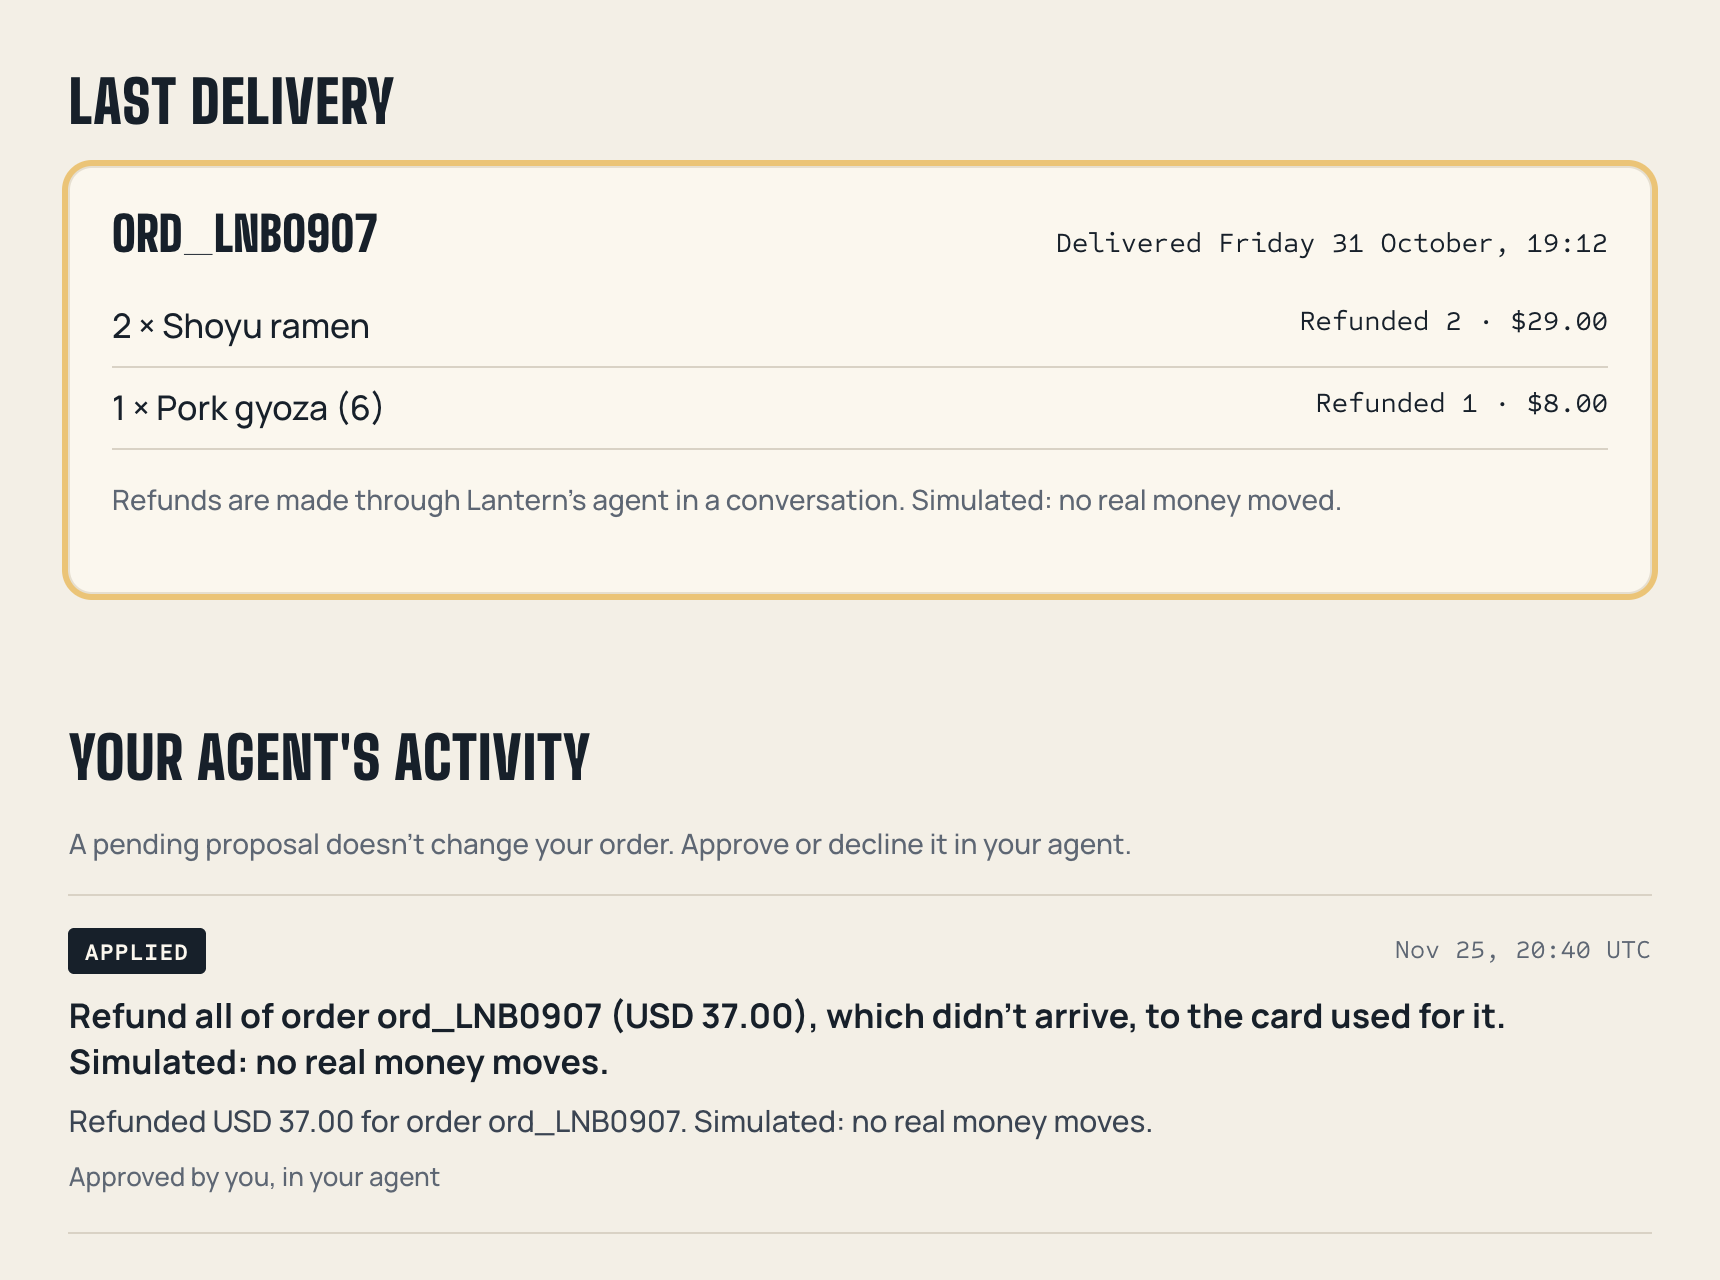 LAST DELIVERY
ORD_LNB0907
Delivered Friday 31 October, 19:12
2 × Shoyu ramen
Refunded 2 · $29.00
1 × Pork gyoza (6)
Refunded 1 · $8.00
Refunds are made through Lantern’s agent in a conversation. Simulated: no real money moved.
YOUR AGENT'S ACTIVITY
A pending proposal doesn’t change your order. Approve or decline it in your agent.
APPLIED
Nov 25, 20:40 UTC
Refund all of order ord_LNB0907 (USD 37.00), which didn’t arrive, to the card used for it.
Simulated: no real money moves.
Refunded USD 37.00 for order ord_LNB0907. Simulated: no real money moves.
Approved by you, in your agent